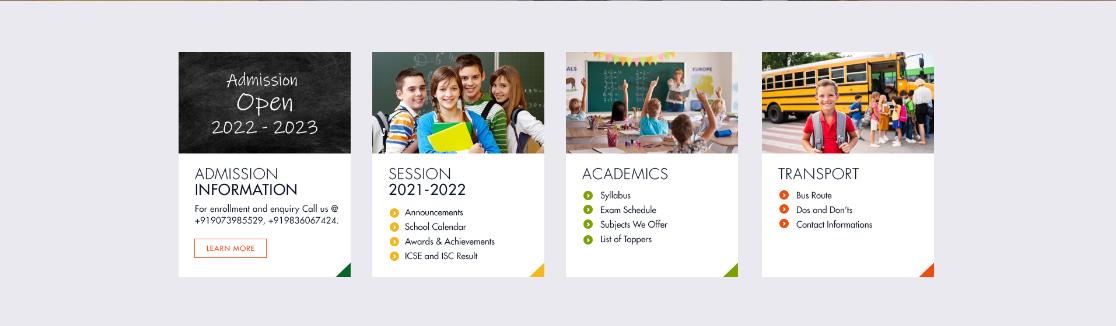 Admission
Open
2022 - 2023
ADMISSION
INFORMATION
For enrollment and enquiry Call us @
+919073985529, +919836067424.
LEARN MORE
SESSION
2021-2022
Announcements
School Calendar
Awards & Achievements
ICSE and ISC Result
EUROPE
ACADEMICS
Syllabus
Exam Schedule
Subjects We Offer
List of Toppers
TRANSPORT
Bus Route
Dos and Don'ts
Contact Informations